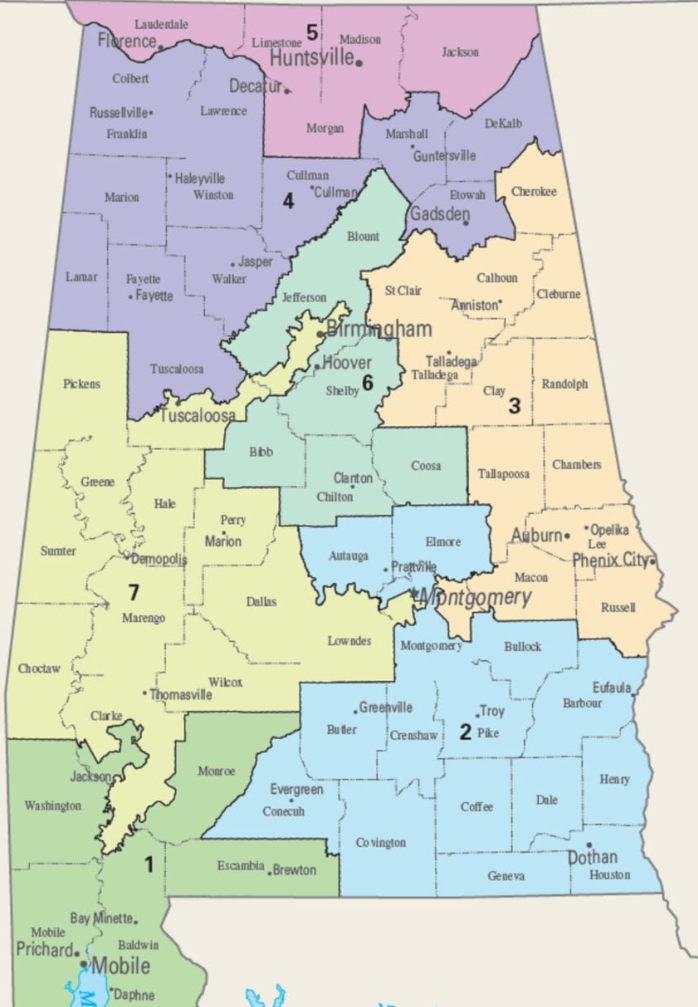 Lauderdale
Florence
Limestone
5
Madison
Huntsville
Jackson
Colbert
Decatur
Russellville
Franklin
Lawrence
Morgan
Marshall
DeKalb
Guntersville
Marion
Haleyville
Winston
Cullman
Cullman
4
Etowah
Gadsden
Cherokee
Blount
Lamar
Fayette
Fayette
Jasper
Walker
Jefferson
St Clair
Calhoun
Anniston
Cleburne
Birmingham
Hoover
Tuscaloosa
Pickens
Shelby
6
Talladega
Talladega
Clay
3
Randolph
Tuscaloosa
Bibb
Coosa
Tallapoosa
Chambers
Greene
Hale
Clanton
Chilton
Perry
Marion
Sumter
Demopolis
Autauga
Elmore
Prattville
Auburn
Opelika
Lee
Phenix City
Macon
7
Marengo
Dallas
Montgomery
Russell
Lowndes
Montgomery
Bullock
Choctaw
Wilcox
Thomasville
Clarke
Greenville
Butler
Crenshaw
Troy
2
Pike
Barbour
Eufaula
Jackson
Washington
Monroe
Evergreen
Conecuh
Covington
Coffee
Dale
Henry
Dothan
Geneva
Houston
1
Escambia
Brewton
Bay Minette
Mobile
Baldwin
Prichard
Mobile
Daphne
M